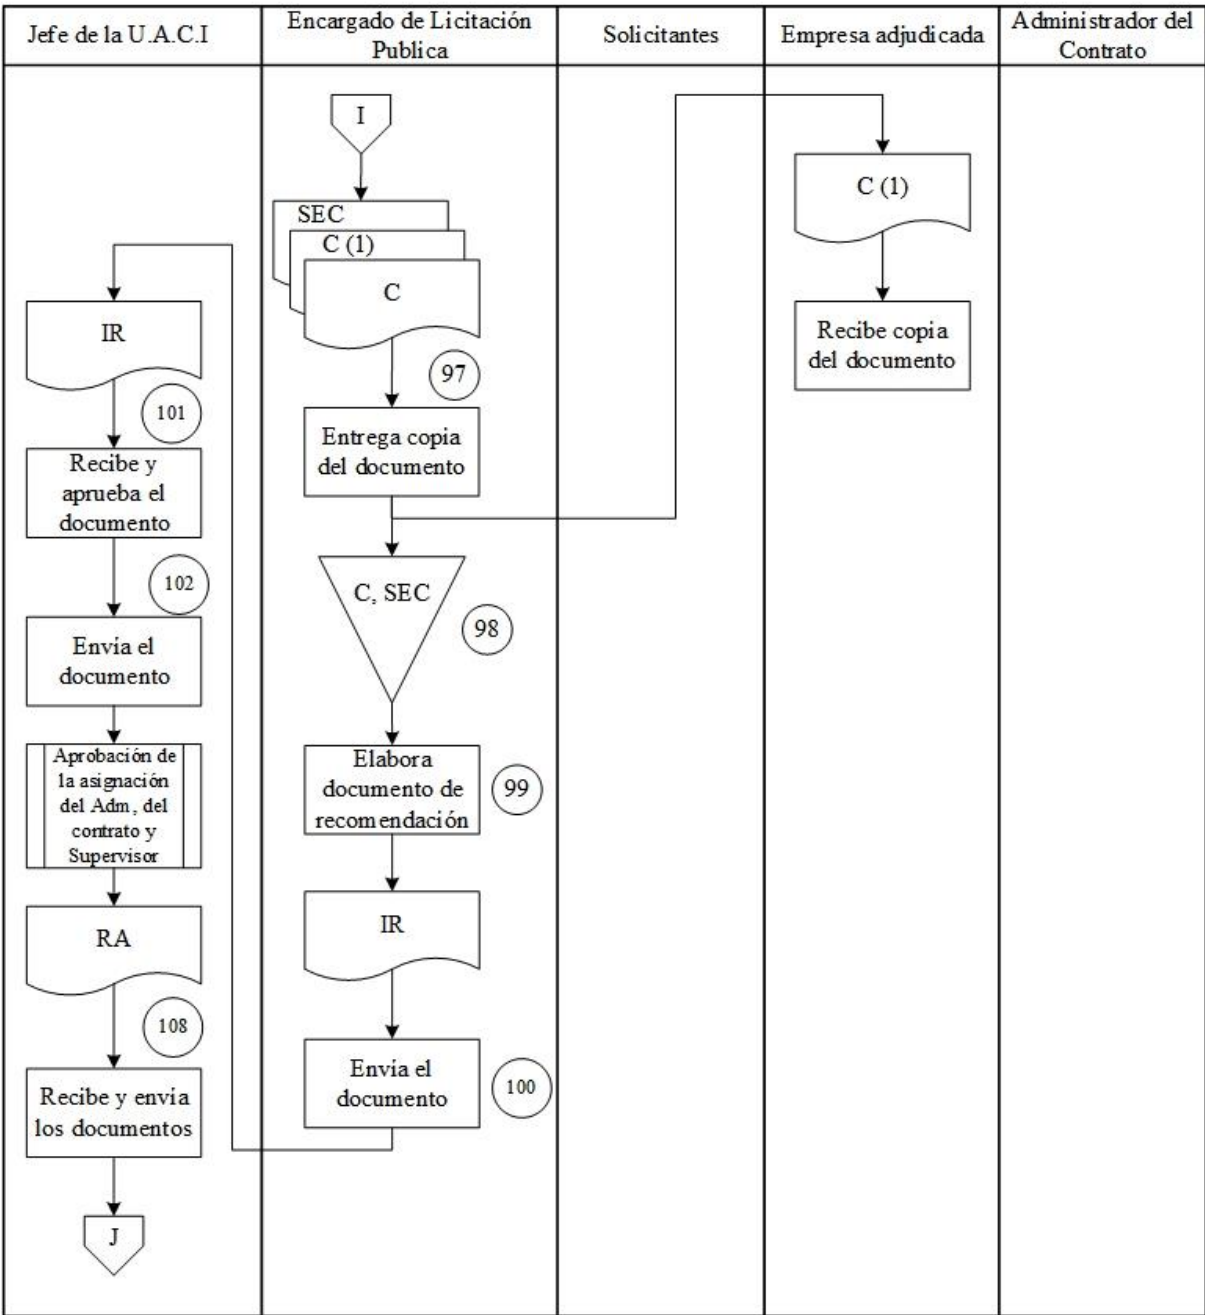 Jefe de la U.A.C.I
Encargado de Licitación
Publica
Solicitantes
Empresa adjudicada
Administrador del
Contrato
I
SEC
C (1)
C
97
Entrega copia
del documento
C, SEC
98
Elabora
documento de
recomendación
99
IR
Envía el
documento
100
IR
101
Recibe y
aprueba el
documento
102
Envía el
documento
Aprobación de
la asignación
del Adm, del
contrato y
Supervisor
RA
108
Recibe y envía
los documentos
J
C (1)
Recibe copia
del documento